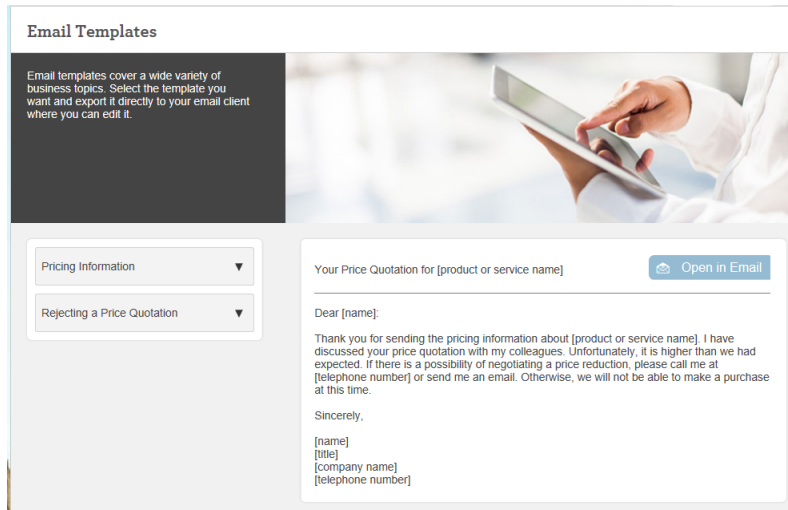 Email Templates
Email templates cover a wide variety of
business topics. Select the template you
want and export it directly to your email client
where you can edit it.
Pricing Information
Rejecting a Price Quotation
Your Price Quotation for [product or service name]
Open in Email
Dear [name]:
Thank you for sending the pricing information about [product or service name]. I have
discussed your price quotation with my colleagues. Unfortunately, it is higher than we had
expected. If there is a possibility of negotiating a price reduction, please call me at
[telephone number] or send me an email. Otherwise, we will not be able to make a purchase
at this time.
Sincerely,
[name]
[title]
[company name]
[telephone number]